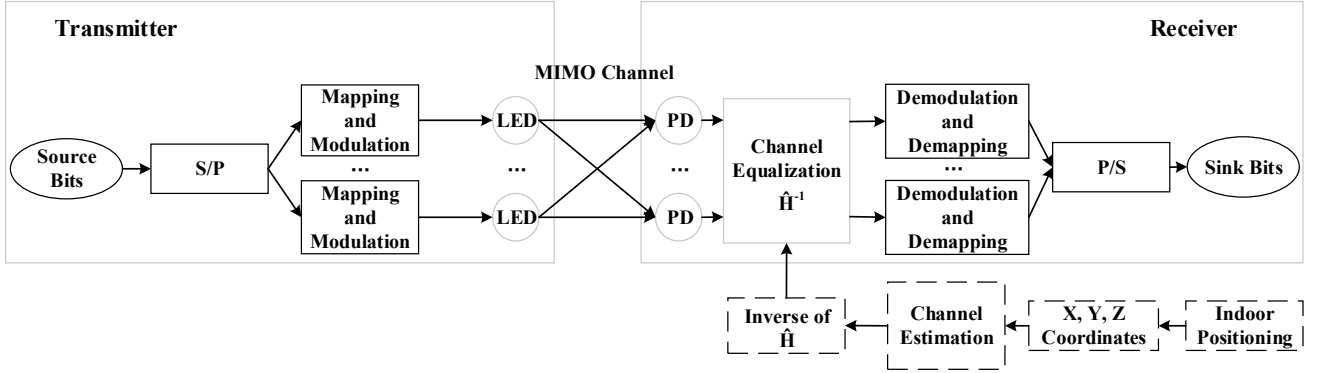 Transmitter
Receiver
MIMO Channel
Source
Bits
S/P
Mapping
and
Modulation
...
Mapping
and
Modulation
LED
...
LED
PD
...
PD
Channel
Equalization
Ĥ⁻¹
Demodulation
and
Demapping
...
Demodulation
and
Demapping
P/S
Sink Bits
Inverse of
Ĥ
Channel
Estimation
X, Y, Z
Coordinates
Indoor
Positioning